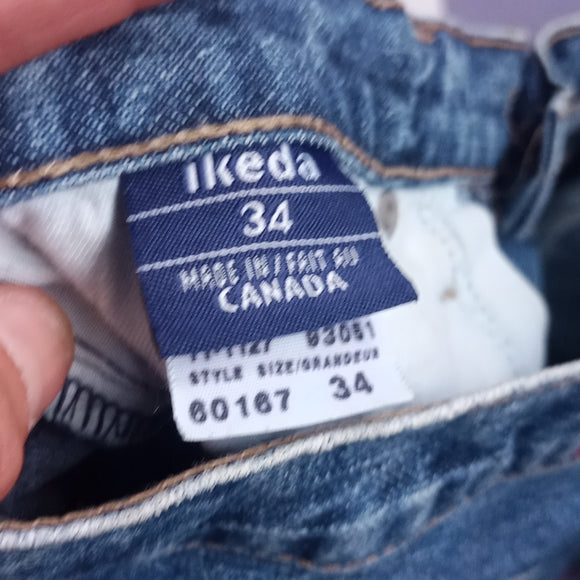 Ikeda
34
MADE IN / FAIT AU
CANADA
93051
STYLE SIZE/GRANDEUR
60167 34